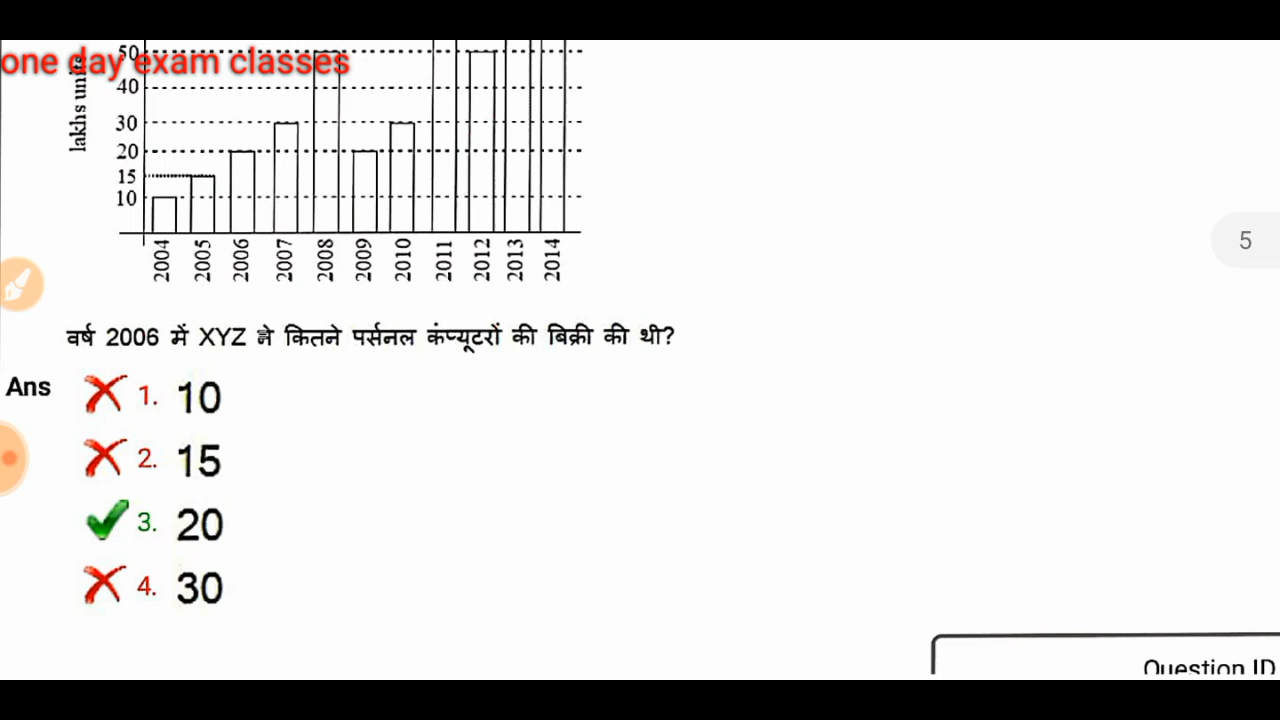 50
one day exam classes
lakhs units
40
30
20
15
10
2004 2005 2006 2007 2008 2009 2010 2011 2012 2013 2014
5
वर्ष 2006 में XYZ ने कितने पर्सनल कंप्यूटरों की बिक्री की थी?
Ans
1. 10
2. 15
3. 20
4. 30
Question ID